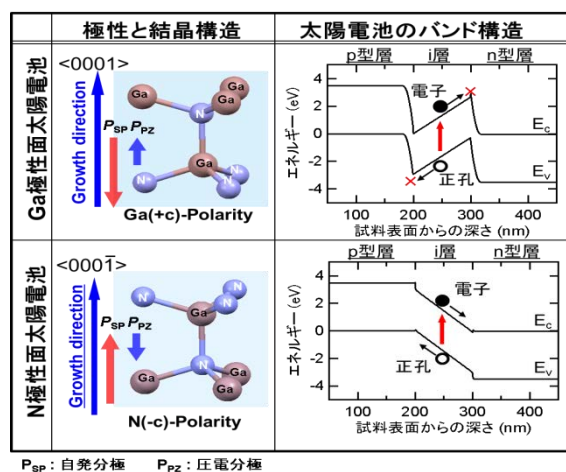 極性と結晶構造
太陽電池のバンド構造
Ga極性面太陽電池
<0001>
Growth direction
P_SP P_PZ
Ga
Ga
Ga
N
Ga
N
N
N
Ga(+c)-Polarity
p型層 i層 n型層
エネルギー (eV)
4
2
0
-2
-4
電子
正孔
E_C
E_V
100 200 300 400
試料表面からの深さ (nm)
N極性面太陽電池
<0001̄>
Growth direction
P_SP P_PZ
N
N
N
Ga
N
Ga
Ga
Ga
N(-c)-Polarity
p型層 i層 n型層
エネルギー (eV)
4
2
0
-2
-4
電子
正孔
E_C
E_V
100 200 300 400
試料表面からの深さ (nm)
P_SP : 自発分極 P_PZ : 圧電分極